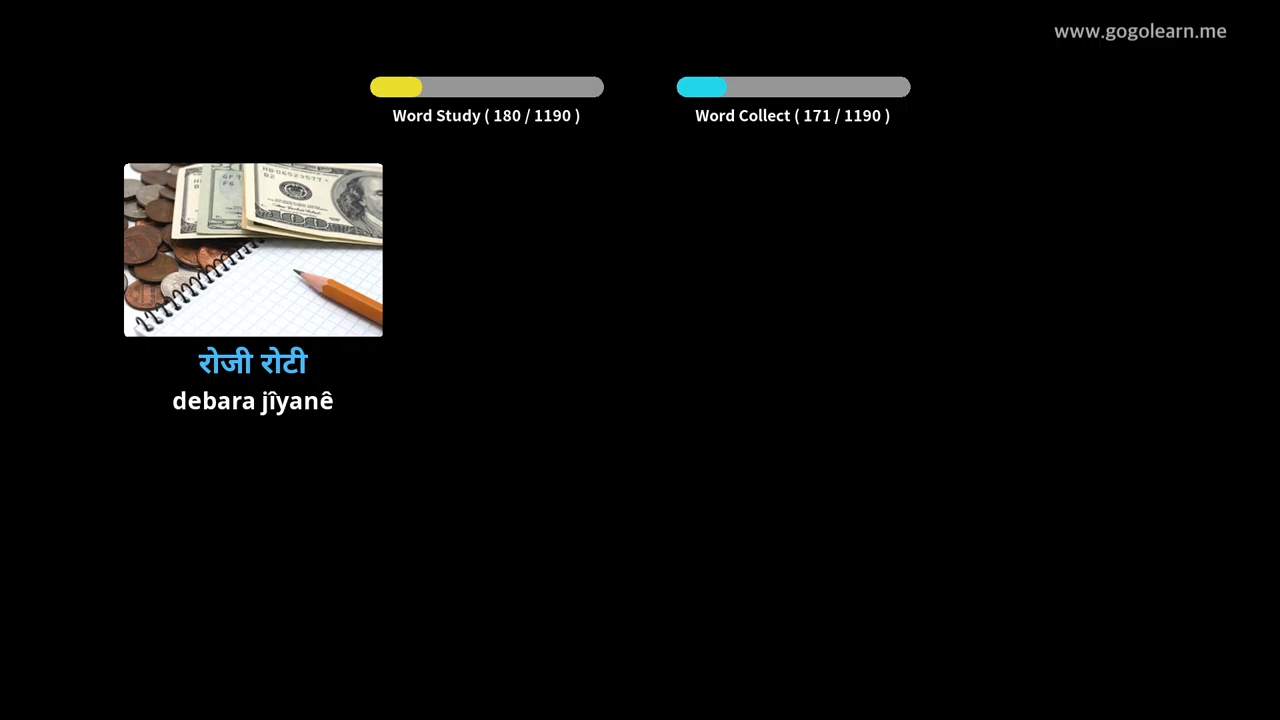 www.gogolearn.me
Word Study ( 180 / 1190 )
Word Collect ( 171 / 1190 )
रोजी रोटी
debara jîyanê